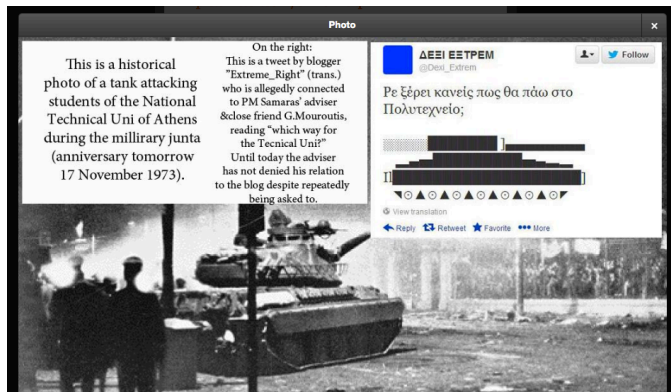 Photo
×
This is a historical
photo of a tank attacking
students of the National
Technical Uni of Athens
during the millirary junta
(anniversary tomorrow
17 November 1973).
On the right:
This is a tweet by blogger
"Extreme_Right" (trans.)
who is allegedly connected
to PM Samaras' adviser
&close friend G.Mouroutis,
reading “which way for
the Tecnical Uni?”
Until today the adviser
has not denied his relation
to the blog despite repeatedly
being asked to.
ΔΕΞΙ ΕΞΤΡΕΜ
@Dexi_Extrem
Follow
Ρε ξέρει κανείς πως θα πάω στο
Πολυτεχνείο;
░░░░░███████ ]▄▄▄▄▄▄▄▄
▂▄▅█████████▅▄▃▂
I███████████████████]
◥⊙▲⊙▲⊙▲⊙▲⊙▲⊙▲⊙◤
View translation
Reply Retweet Favorite More